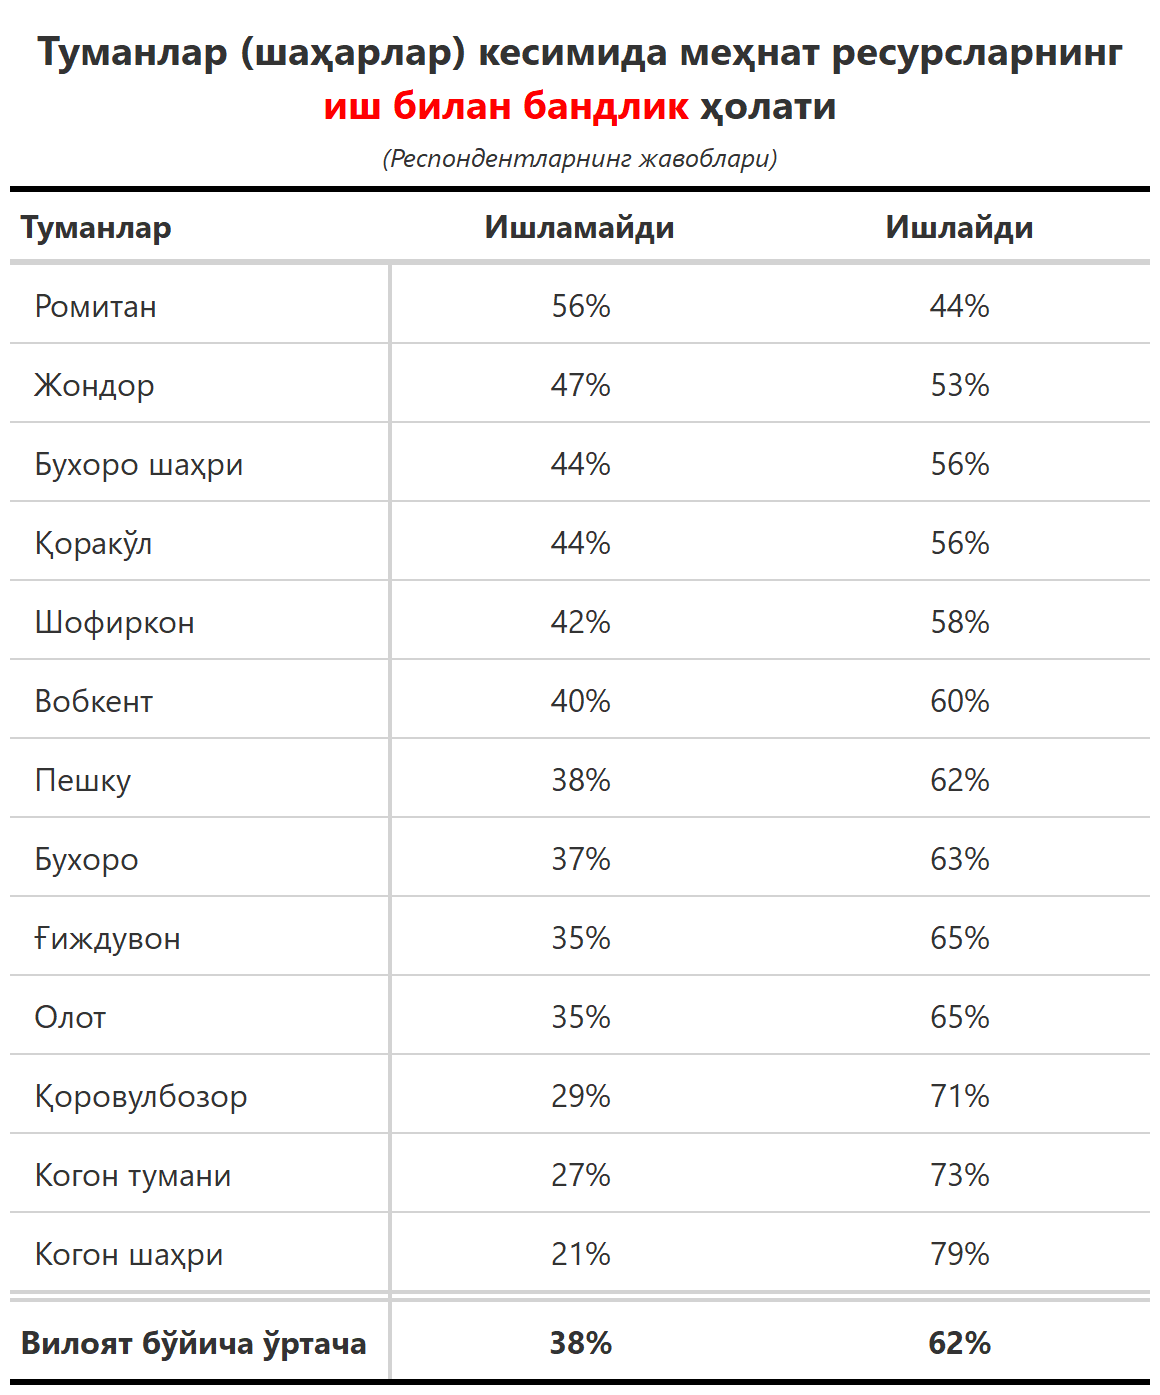 Туманлар (шаҳарлар) кесимида меҳнат ресурсларнинг
иш билан бандлик ҳолати
(Респондентларнинг жавоблари)
Туманлар Ишламайди Ишлайди
Ромитан 56% 44%
Жондор 47% 53%
Бухоро шаҳри 44% 56%
Қоракўл 44% 56%
Шофиркон 42% 58%
Вобкент 40% 60%
Пешку 38% 62%
Бухоро 37% 63%
Ғиждувон 35% 65%
Олот 35% 65%
Қоровулбозор 29% 71%
Когон тумани 27% 73%
Когон шаҳри 21% 79%
Вилоят бўйича ўртача 38% 62%